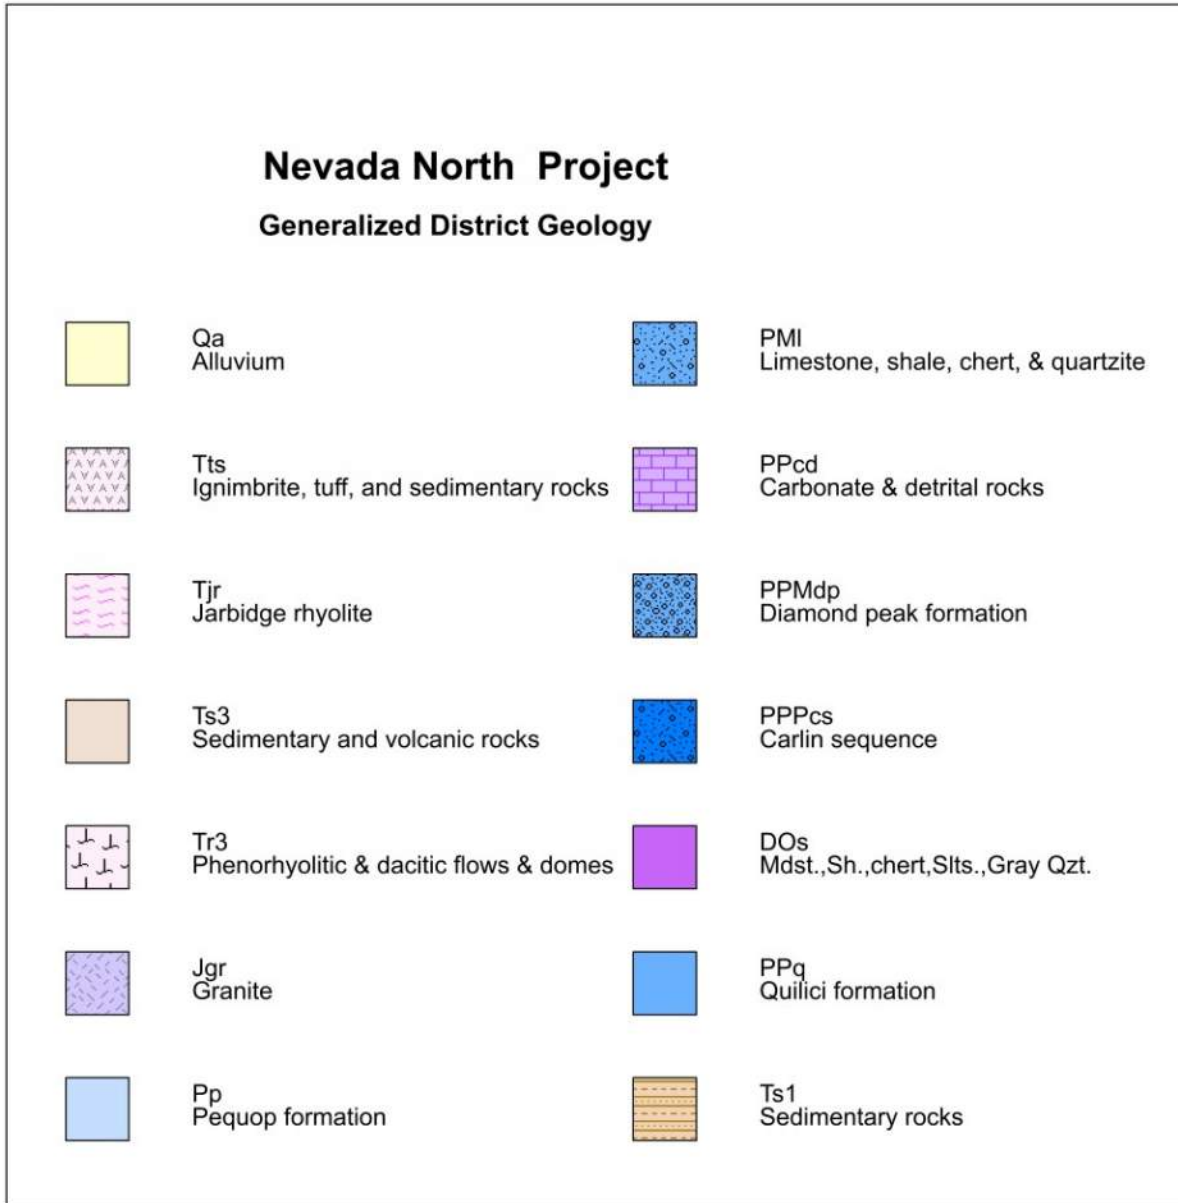 Nevada North  Project
Generalized District Geology
Qa
Alluvium
Tts
Ignimbrite, tuff, and sedimentary rocks
Tjr
Jarbidge rhyolite
Ts3
Sedimentary and volcanic rocks
Tr3
Phenorhyolitic & dacitic flows & domes
Jgr
Granite
Pp
Pequop formation
PMl
Limestone, shale, chert, & quartzite
PPcd
Carbonate & detrital rocks
PPMdp
Diamond peak formation
PPPcs
Carlin sequence
DOs
Mdst.,Sh.,chert,Slts.,Gray Qzt.
PPq
Quilici formation
Ts1
Sedimentary rocks